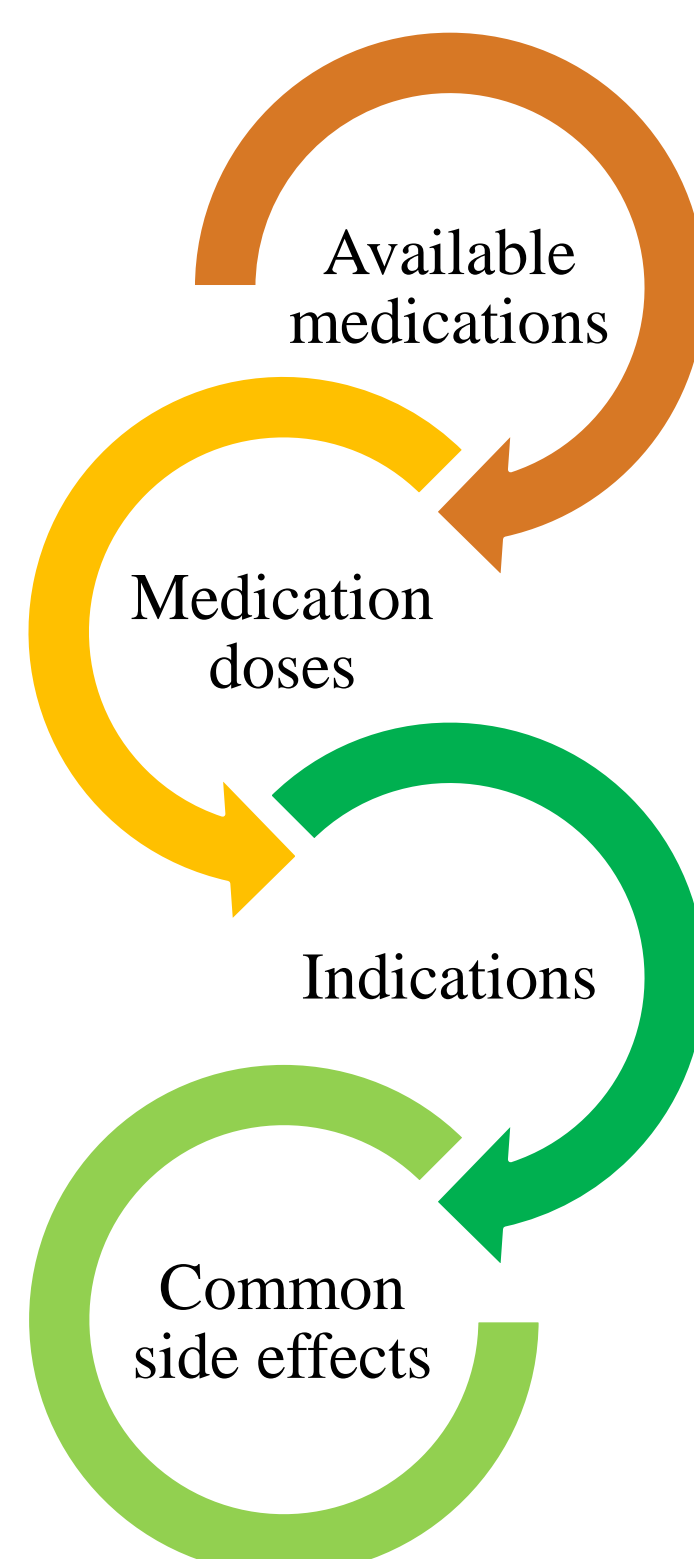 Available
medications
Medication
doses
Indications
Common
side effects